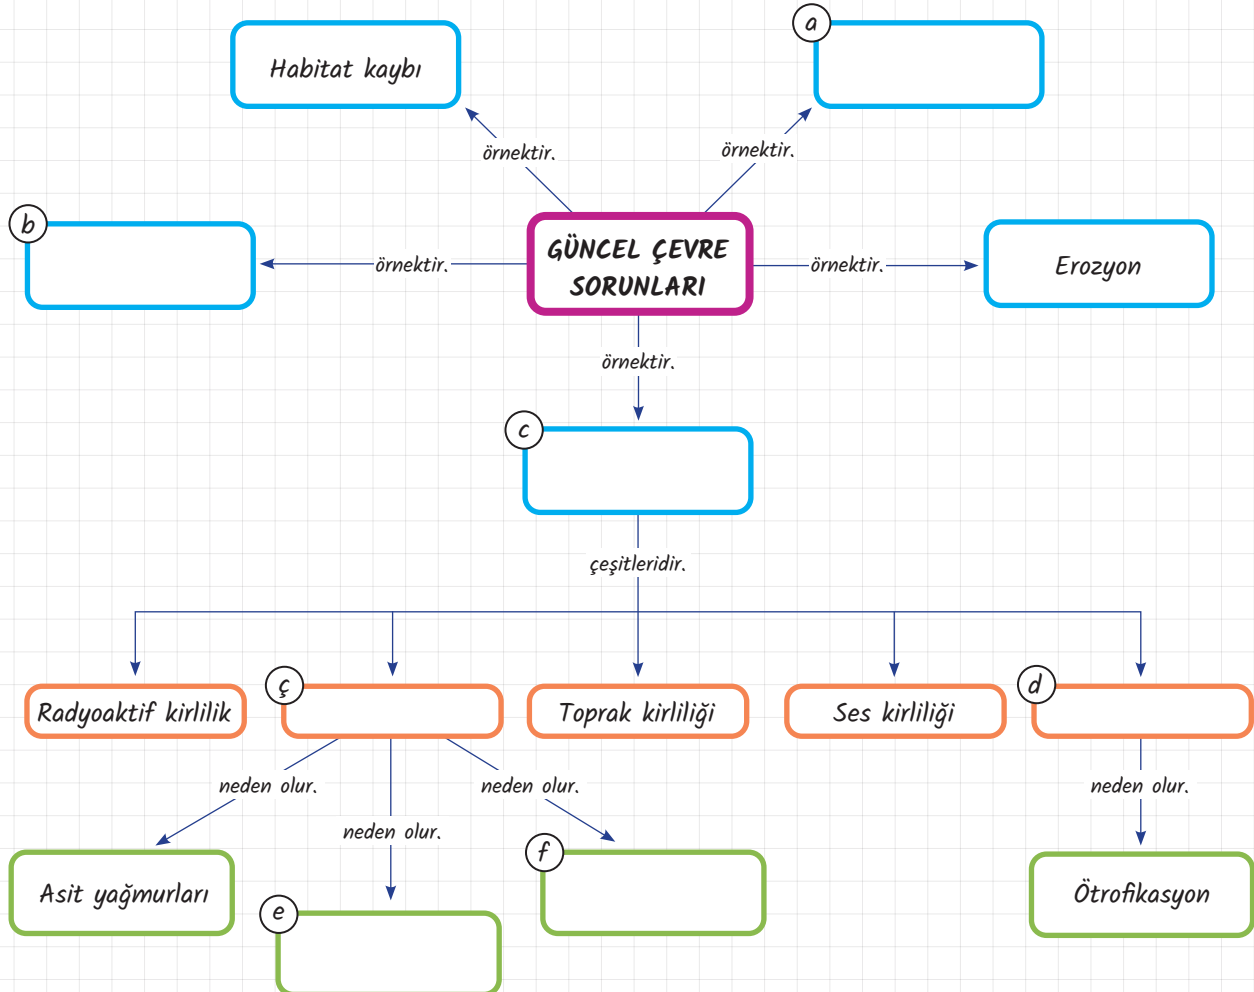 a
Habitat kaybı
örnektir.
örnektir.
b
GÜNCEL ÇEVRE
SORUNLARI
örnektir.
örnektir.
Erozyon
örnektir.
c
çeşitleridir.
Radyoaktif kirlilik
ç
Toprak kirliliği
Ses kirliliği
d
neden olur.
neden olur.
neden olur.
neden olur.
Asit yağmurları
e
f
Ötrofikasyon